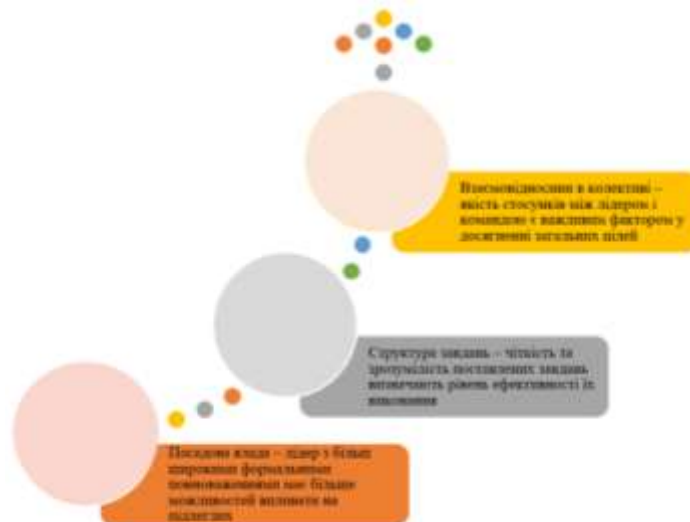 Взаємовідносини в колективі –
якість стосунків між лідером і
командою є важливим фактором у
досягненні загальних цілей
Структура завдань – чіткість та
зрозумілість поставлених завдань
визначають рівень ефективності їх
виконання
Посадова влада – лідер з більш
широкими формальними
повноваженнями має більше
можливостей впливати на
підлеглих